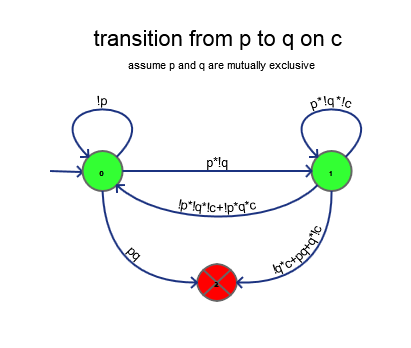 transition from p to q on c
assume p and q are mutually exclusive
!p
p*!q*!c
p*!q
0
1
!p*!q*!c+!p*q*c
pq
!q*c+pq+q*!c
2